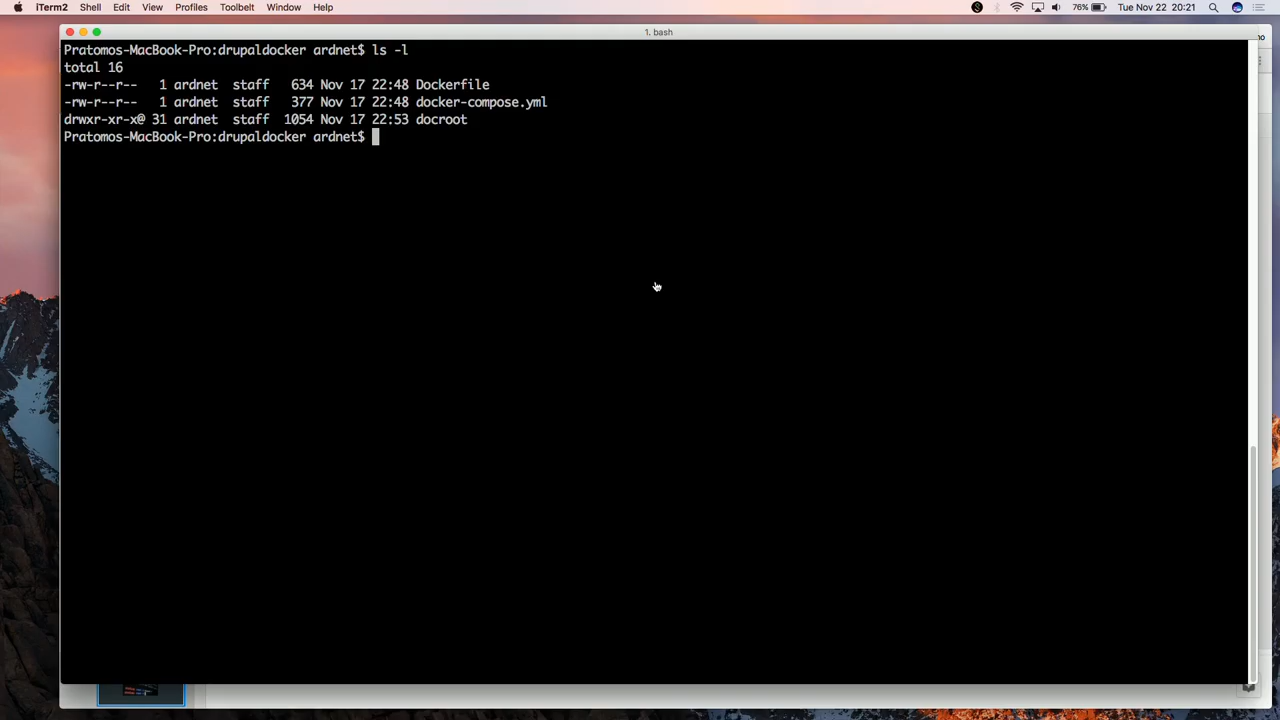 iTerm2 Shell Edit View Profiles Toolbelt Window Help 76% Tue Nov 22 20:21
1. bash
Pratomos-MacBook-Pro:drupaldocker ardnet$ ls -l
total 16
-rw-r--r-- 1 ardnet staff 634 Nov 17 22:48 Dockerfile
-rw-r--r-- 1 ardnet staff 377 Nov 17 22:48 docker-compose.yml
drwxr-xr-x@ 31 ardnet staff 1054 Nov 17 22:53 docroot
Pratomos-MacBook-Pro:drupaldocker ardnet$